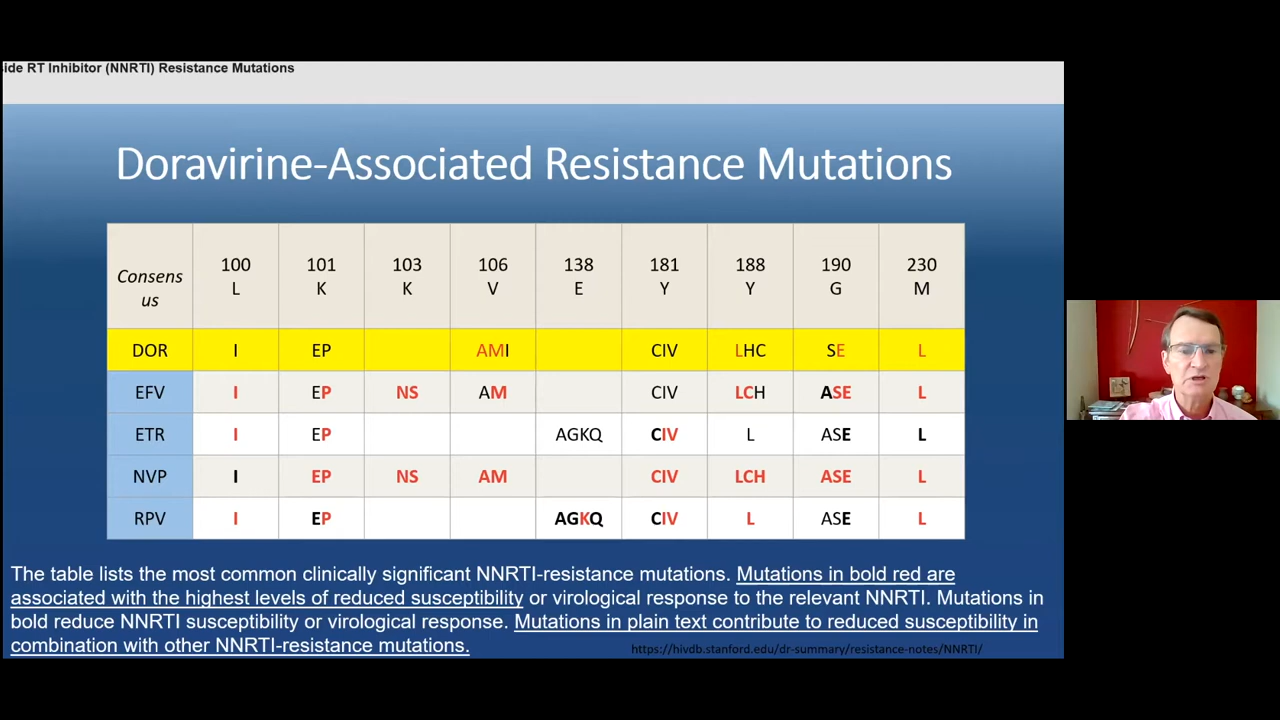 ide RT Inhibitor (NNRTI) Resistance Mutations
Doravirine-Associated Resistance Mutations
Consens us 100 L 101 K 103 K 106 V 138 E 181 Y 188 Y 190 G 230 M
DOR I EP AMI CIV LHC SE L
EFV I EP NS AM CIV LCH ASE L
ETR I EP AGKQ CIV L ASE L
NVP I EP NS AM CIV LCH ASE L
RPV I EP AGKQ CIV L ASE L
The table lists the most common clinically significant NNRTI-resistance mutations. Mutations in bold red are
associated with the highest levels of reduced susceptibility or virological response to the relevant NNRTI. Mutations in
bold reduce NNRTI susceptibility or virological response. Mutations in plain text contribute to reduced susceptibility in
combination with other NNRTI-resistance mutations.
https://hivdb.stanford.edu/dr-summary/resistance-notes/NNRTI/